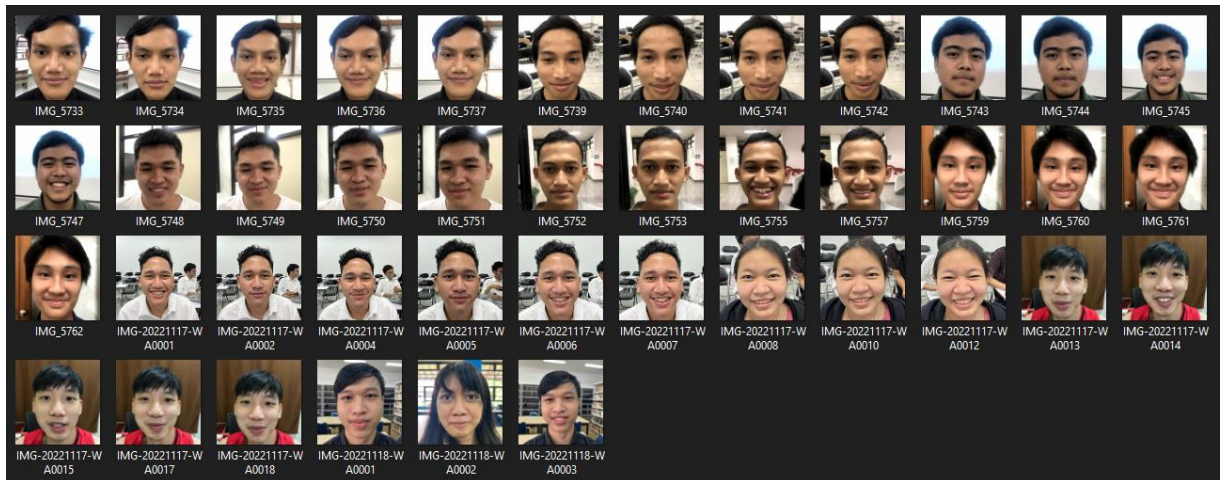 IMG_5733
IMG_5734
IMG_5735
IMG_5736
IMG_5737
IMG_5739
IMG_5740
IMG_5741
IMG_5742
IMG_5743
IMG_5744
IMG_5745
IMG_5747
IMG_5748
IMG_5749
IMG_5750
IMG_5751
IMG_5752
IMG_5753
IMG_5755
IMG_5757
IMG_5759
IMG_5760
IMG_5761
IMG_5762
IMG-20221117-W
A0001
IMG-20221117-W
A0002
IMG-20221117-W
A0004
IMG-20221117-W
A0005
IMG-20221117-W
A0006
IMG-20221117-W
A0007
IMG-20221117-W
A0008
IMG-20221117-W
A0010
IMG-20221117-W
A0012
IMG-20221117-W
A0013
IMG-20221117-W
A0014
IMG-20221117-W
A0015
IMG-20221117-W
A0017
IMG-20221117-W
A0018
IMG-20221118-W
A0001
IMG-20221118-W
A0002
IMG-20221118-W
A0003